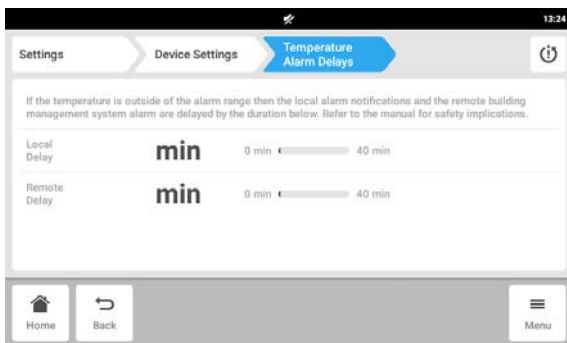 13:24
Settings
Device Settings
Temperature
Alarm Delays
If the temperature is outside of the alarm range then the local alarm notifications and the remote building
management system alarm are delayed by the duration below. Refer to the manual for safety implications.
Local
Delay
min
0 min
40 min
Remote
Delay
min
0 min
40 min
Home
Back
Menu